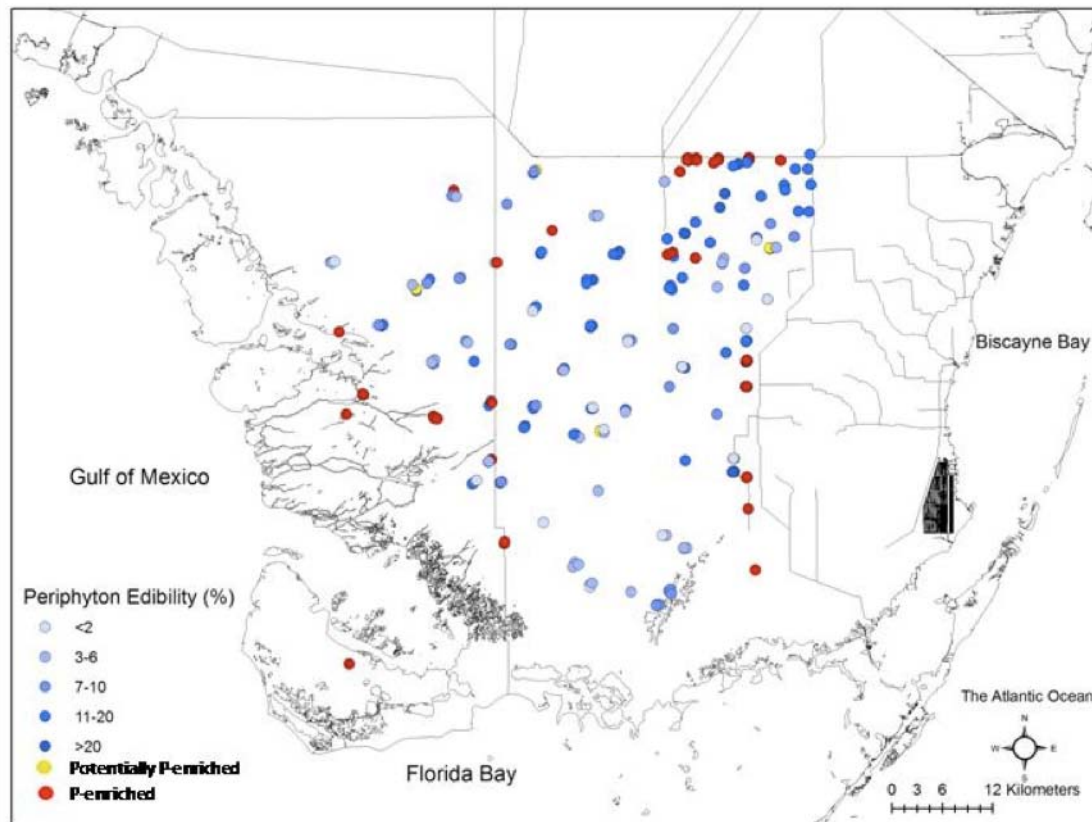 Biscayne Bay
Gulf of Mexico
Periphyton Edibility (%)
<2
3-6
7-10
11-20
>20
Potentially P-enriched
P-enriched
Florida Bay
The Atlantic Ocean
N
W E
S
0 3 6 12 Kilometers